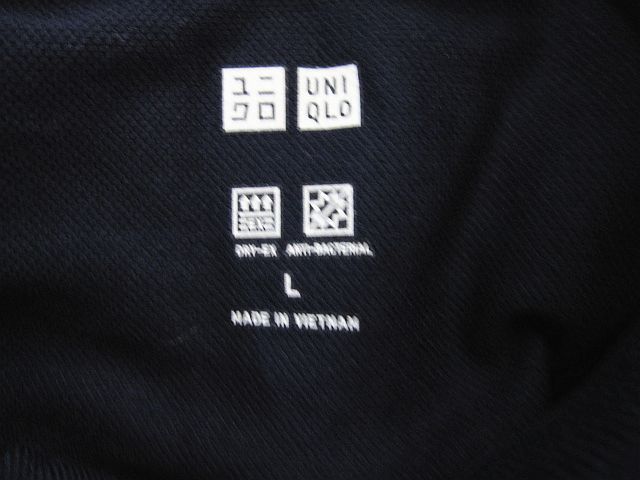 ユニ
クロ
UNI
QLO
DRY-EX ANTI-BACTERIAL
L
MADE IN VIETNAM